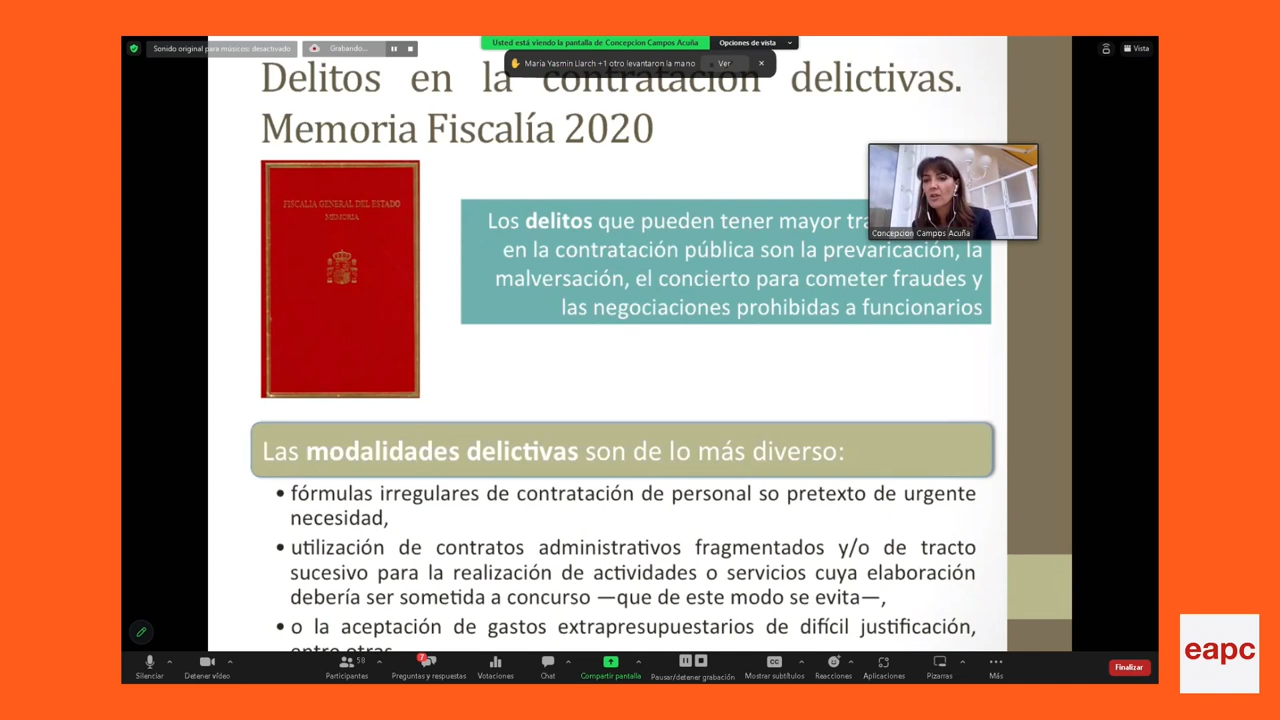 Sonido original para músicos: desactivado
Grabando...
Usted está viendo la pantalla de Concepcion Campos Acuña
Opciones de vista
Vista
Maria Yasmin Llarch +1 otro levantaron la mano
Ver
Delitos en la contratación delictivas.
Memoria Fiscalía 2020
FISCALIA GENERAL DEL ESTADO
MEMORIA
Los delitos que pueden tener mayor
en la contratación pública son la prevaricación, la
malversación, el concierto para cometer fraudes y
las negociaciones prohibidas a funcionarios
Concepcion Campos Acuña
Las modalidades delictivas son de lo más diverso:
• fórmulas irregulares de contratación de personal so pretexto de urgente
necesidad,
• utilización de contratos administrativos fragmentados y/o de tracto
sucesivo para la realización de actividades o servicios cuya elaboración
debería ser sometida a concurso —que de este modo se evita—,
• o la aceptación de gastos extrapresupuestarios de difícil justificación,
entre otras
Silenciar
Detener vídeo
58
Participantes
7
Preguntas y respuestas
Votaciones
Chat
Compartir pantalla
Pausar/detener grabación
CC
Mostrar subtítulos
Reacciones
Aplicaciones
Pizarras
Más
Finalizar
eapc